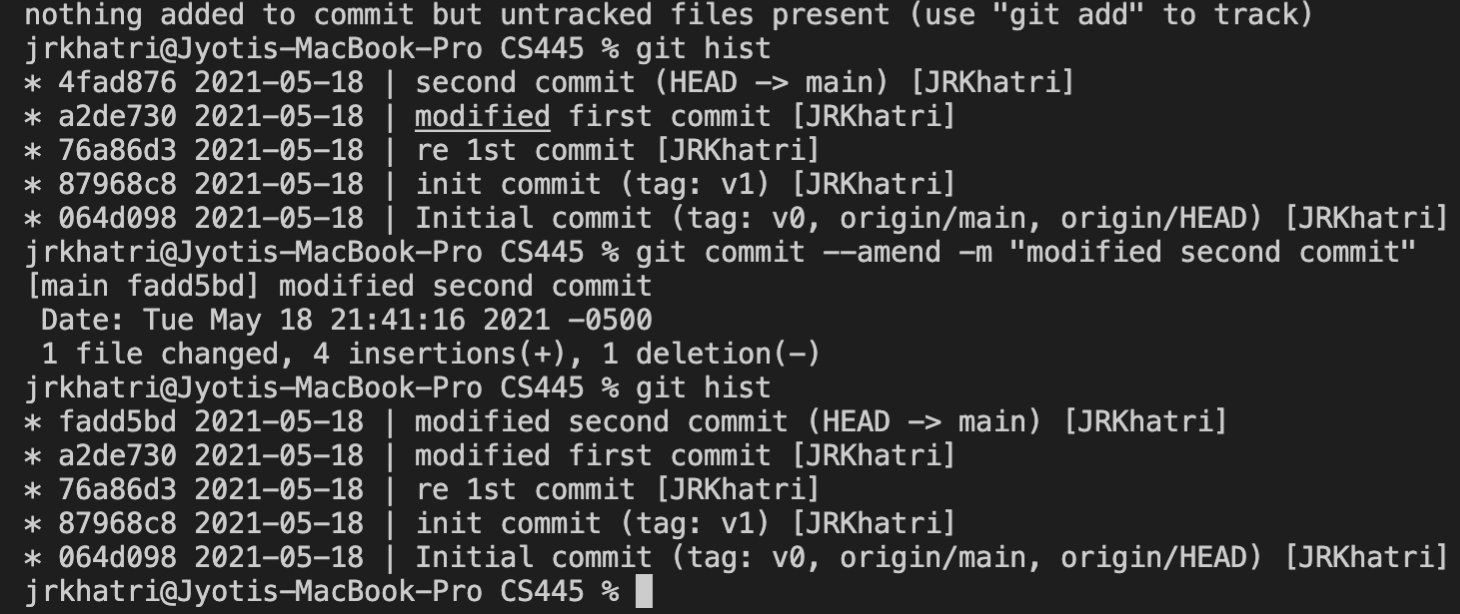 nothing added to commit but untracked files present (use "git add" to track)
jrkhatri@Jyotis-MacBook-Pro CS445 % git hist
* 4fad876 2021-05-18 | second commit (HEAD -> main) [JRKhatri]
* a2de730 2021-05-18 | modified first commit [JRKhatri]
* 76a86d3 2021-05-18 | re 1st commit [JRKhatri]
* 87968c8 2021-05-18 | init commit (tag: v1) [JRKhatri]
* 064d098 2021-05-18 | Initial commit (tag: v0, origin/main, origin/HEAD) [JRKhatri]
jrkhatri@Jyotis-MacBook-Pro CS445 % git commit --amend -m "modified second commit"
[main fadd5bd] modified second commit
 Date: Tue May 18 21:41:16 2021 -0500
 1 file changed, 4 insertions(+), 1 deletion(-)
jrkhatri@Jyotis-MacBook-Pro CS445 % git hist
* fadd5bd 2021-05-18 | modified second commit (HEAD -> main) [JRKhatri]
* a2de730 2021-05-18 | modified first commit [JRKhatri]
* 76a86d3 2021-05-18 | re 1st commit [JRKhatri]
* 87968c8 2021-05-18 | init commit (tag: v1) [JRKhatri]
* 064d098 2021-05-18 | Initial commit (tag: v0, origin/main, origin/HEAD) [JRKhatri]
jrkhatri@Jyotis-MacBook-Pro CS445 %